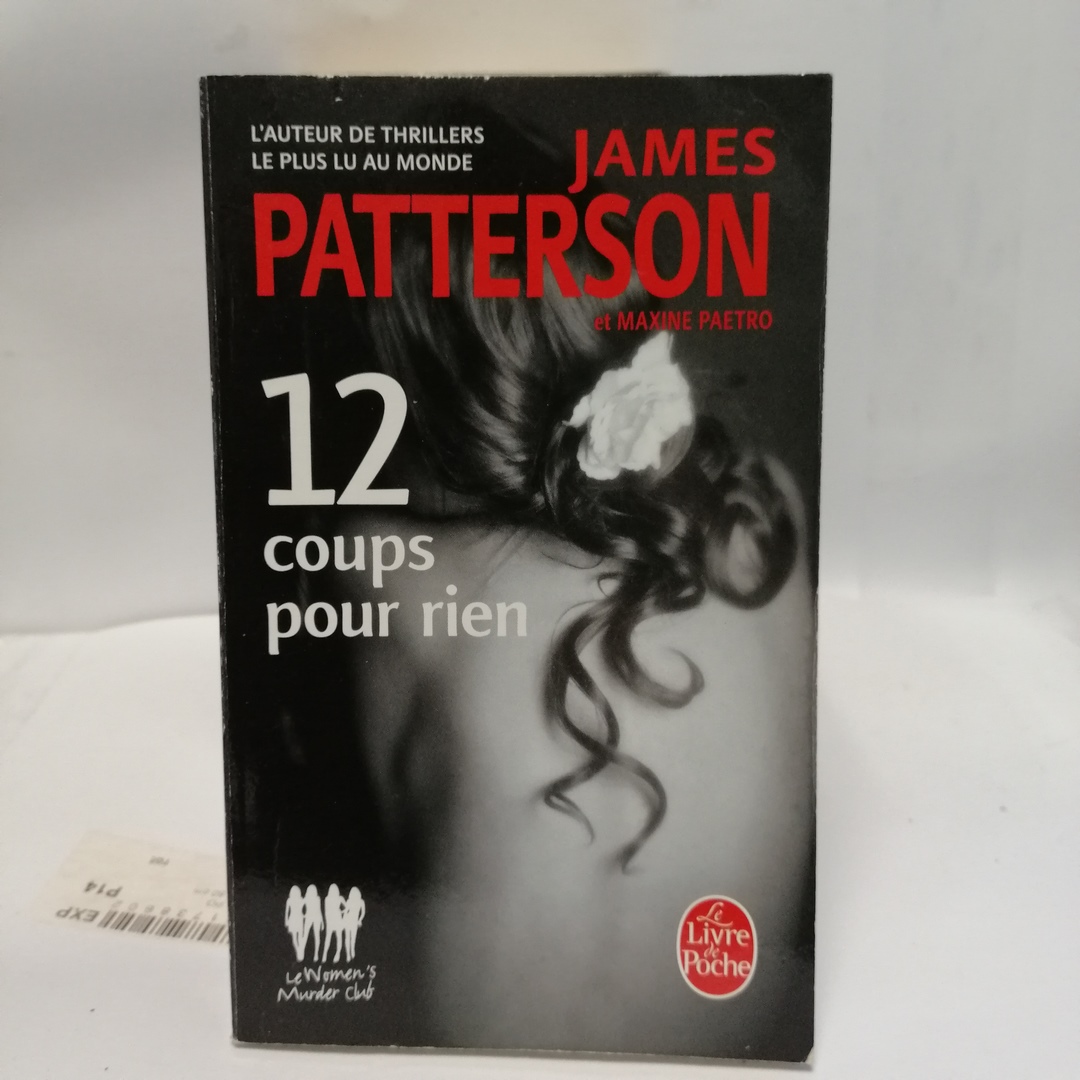 L'AUTEUR DE THRILLERS
LE PLUS LU AU MONDE
JAMES
PATTERSON
et MAXINE PAETRO
12
coups
pour rien
Le Women's
Murder Club
Le
Livre
de
Poche
P14
EXP